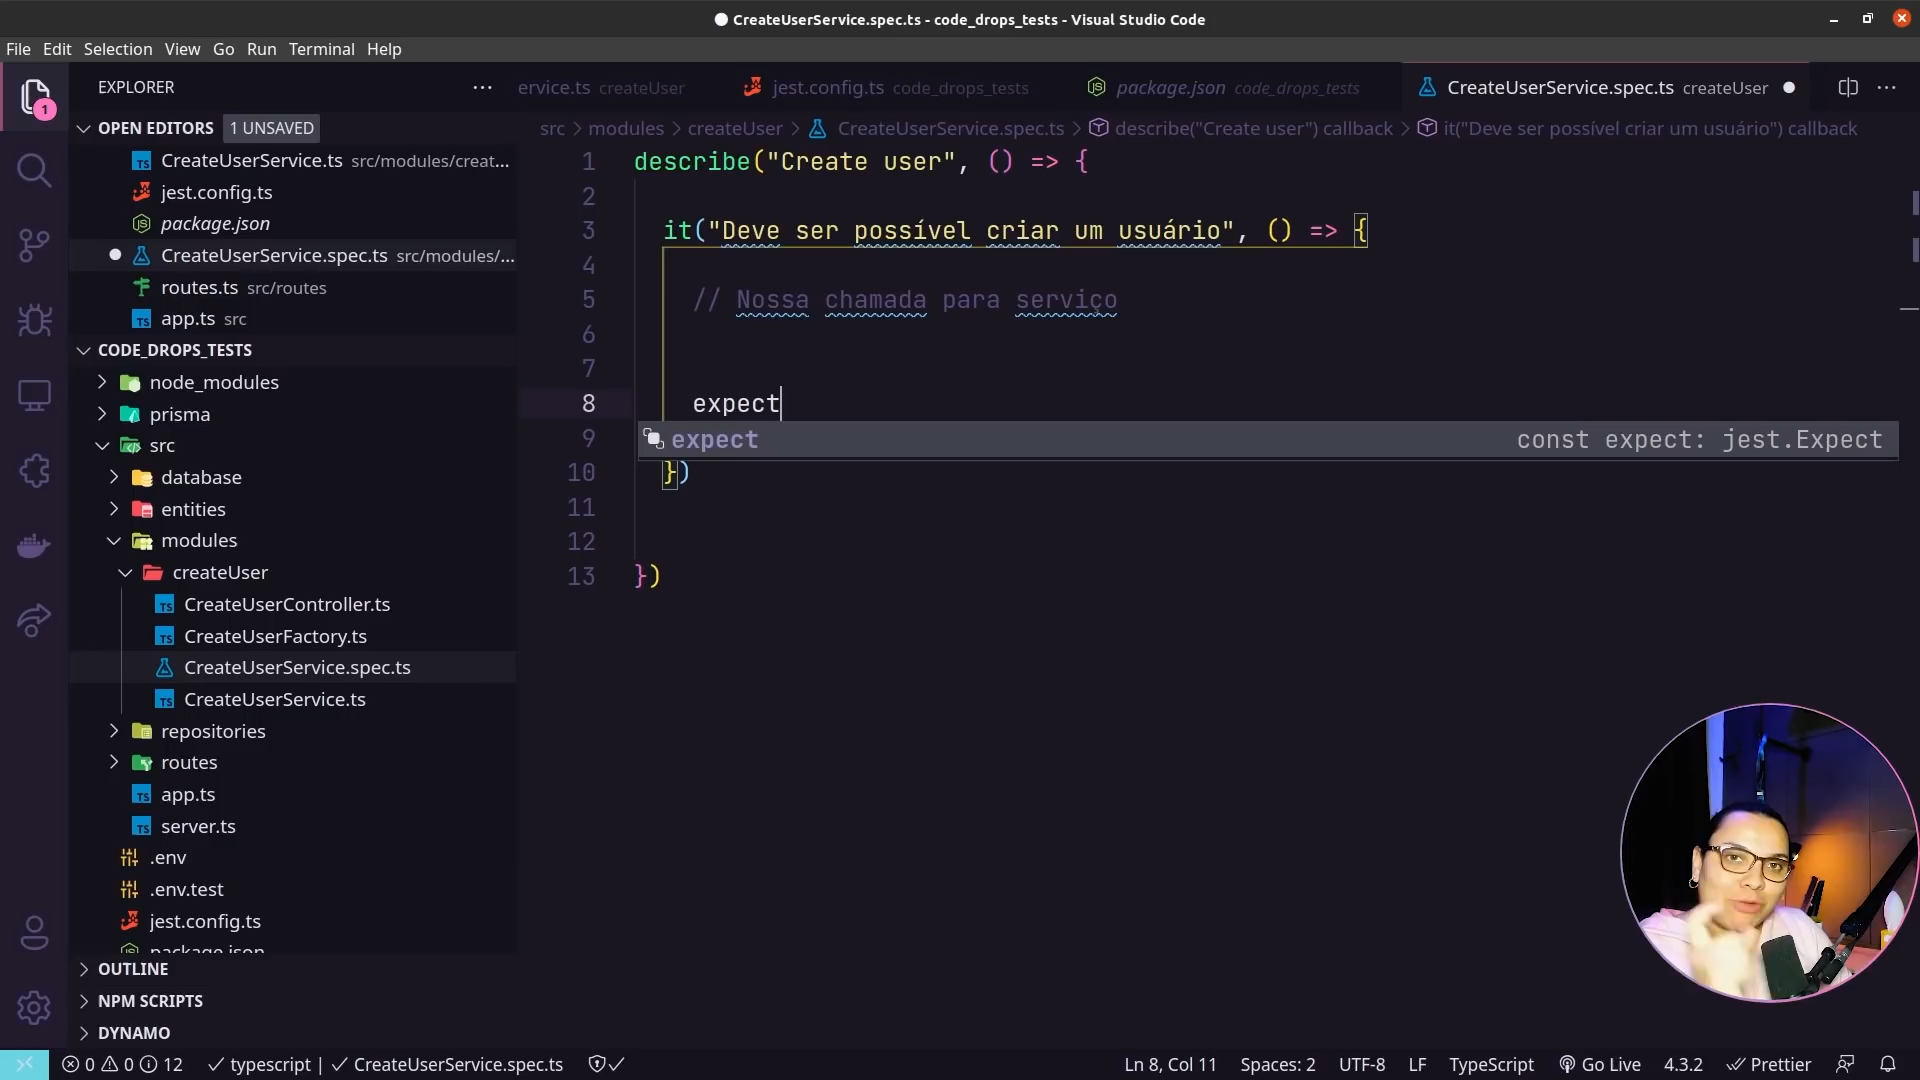 CreateUserService.spec.ts - code_drops_tests - Visual Studio Code
File Edit Selection View Go Run Terminal Help
1
EXPLORER
OPEN EDITORS 1 UNSAVED
CreateUserService.ts src/modules/creat...
jest.config.ts
package.json
CreateUserService.spec.ts src/modules/...
routes.ts src/routes
app.ts src
CODE_DROPS_TESTS
node_modules
prisma
src
database
entities
modules
createUser
CreateUserController.ts
CreateUserFactory.ts
CreateUserService.spec.ts
CreateUserService.ts
repositories
routes
app.ts
server.ts
.env
.env.test
jest.config.ts
package.json
OUTLINE
NPM SCRIPTS
DYNAMO
ervice.ts createUser jest.config.ts code_drops_tests package.json code_drops_tests CreateUserService.spec.ts createUser
src > modules > createUser > CreateUserService.spec.ts > describe("Create user") callback > it("Deve ser possível criar um usuário") callback
1 describe("Create user", () => {
2
3 it("Deve ser possível criar um usuário", () => {
4
5 // Nossa chamada para serviço
6
7
8 expect
9 expect const expect: jest.Expect
10 })
11
12
13 })
0 0 12 typescript | CreateUserService.spec.ts Ln 8, Col 11 Spaces: 2 UTF-8 LF TypeScript Go Live 4.3.2 Prettier